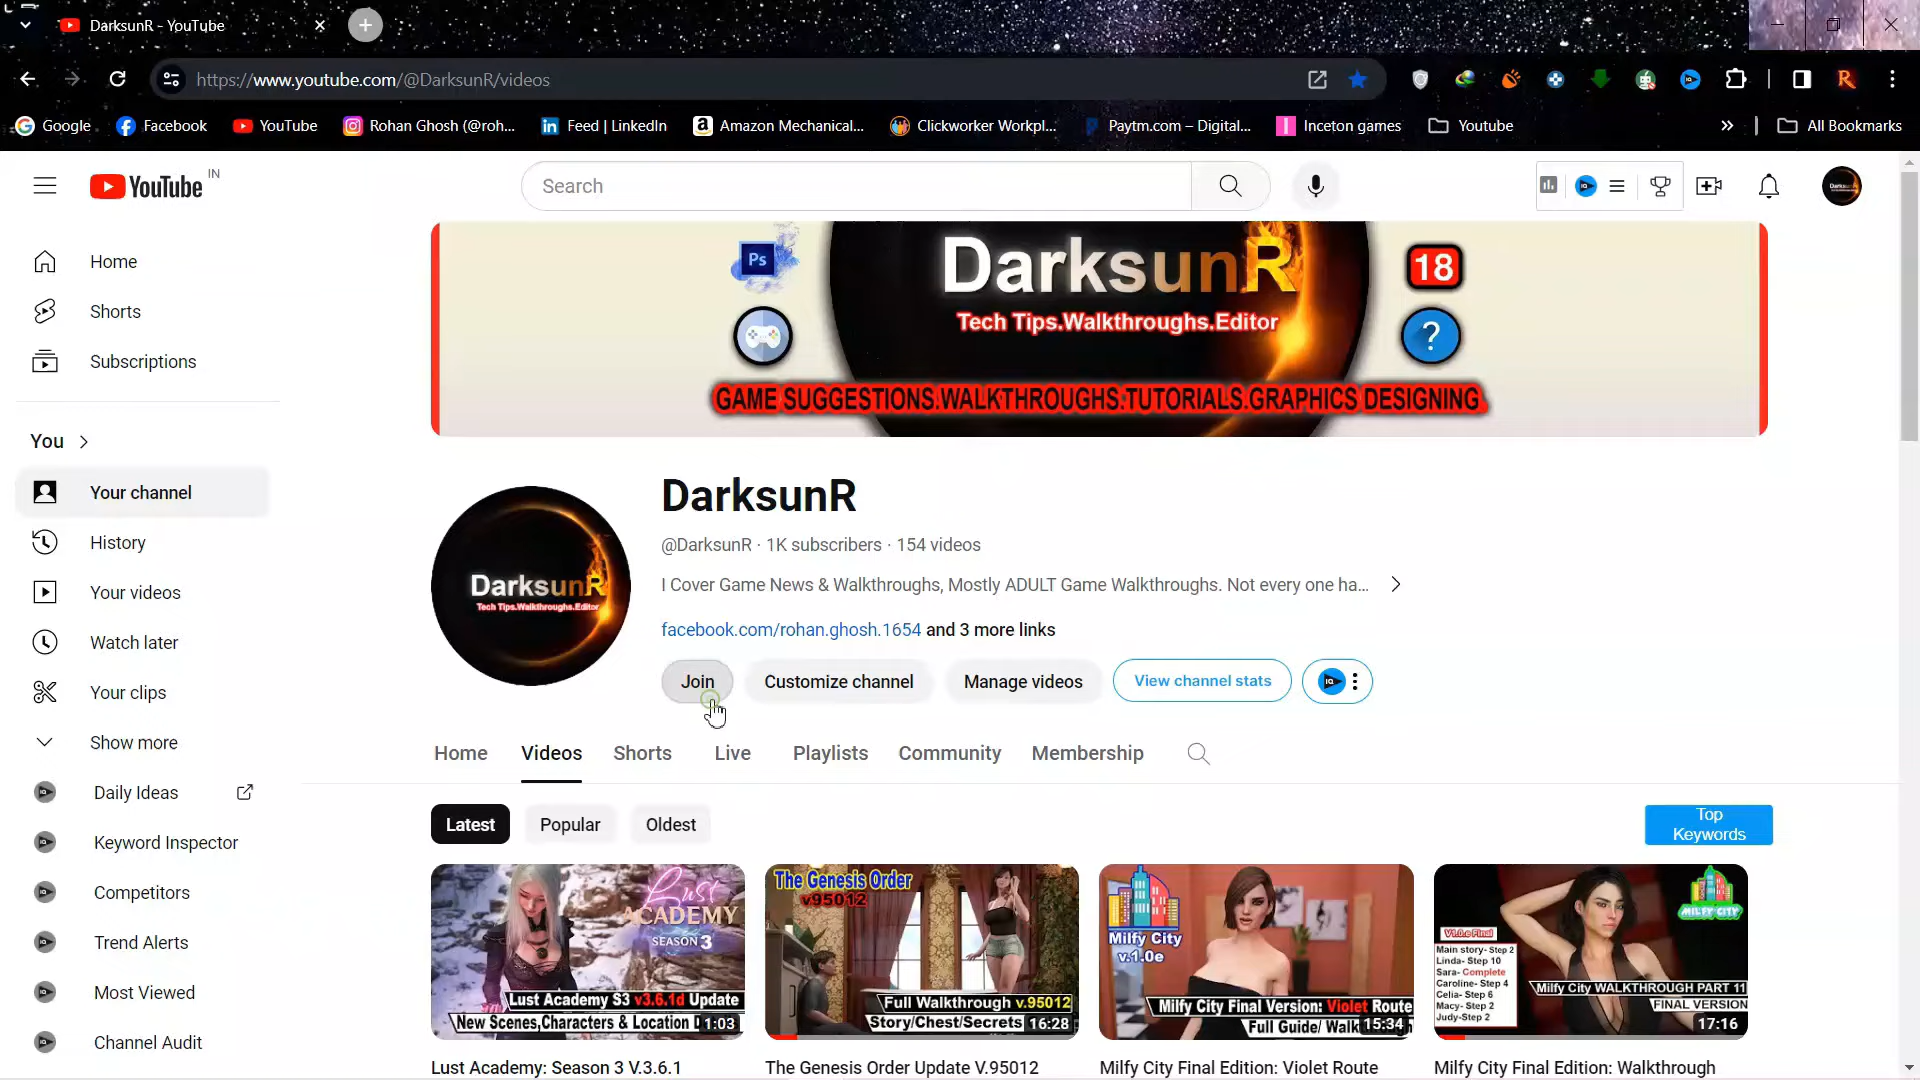 DarksunR - YouTube
https://www.youtube.com/@DarksunR/videos
Google
Facebook
YouTube
Rohan Ghosh (@roh...
Feed | LinkedIn
Amazon Mechanical...
Clickworker Workpl...
Paytm.com – Digital...
Inceton games
Youtube
All Bookmarks
YouTube IN
Search
Home
Shorts
Subscriptions
You
Your channel
History
Your videos
Watch later
Your clips
Show more
Daily Ideas
Keyword Inspector
Competitors
Trend Alerts
Most Viewed
Channel Audit
Ps
DarksunR
18
Tech Tips.Walkthroughs.Editor
?
GAME SUGGESTIONS.WALKTHROUGHS.TUTORIALS.GRAPHICS DESIGNING
DarksunR
Tech Tips.Walkthroughs.Editor
DarksunR
@DarksunR · 1K subscribers · 154 videos
I Cover Game News & Walkthroughs, Mostly ADULT Game Walkthroughs. Not every one ha...
facebook.com/rohan.ghosh.1654 and 3 more links
Join
Customize channel
Manage videos
View channel stats
Home
Videos
Shorts
Live
Playlists
Community
Membership
Latest
Popular
Oldest
Top
Keywords
Lust
ACADEMY
SEASON 3
Lust Academy S3 v3.6.1d Update
New Scenes,Characters & Location
1:03
Lust Academy: Season 3 V.3.6.1
The Genesis Order
v95012
Full Walkthrough v.95012
Story/Chest/Secrets
16:28
The Genesis Order Update V.95012
Milfy City
v.1.0e
Milfy City Final Version: Violet Route
Full Guide/
15:34
Milfy City Final Edition: Violet Route
MILFY CITY
V1.0.e Final
Main story- Step 2
Linda- Step 10
Sara- Complete
Caroline- Step 4
Celia- Step 6
Macy- Step 2
Judy-Step 2
Milfy City WALKTHROUGH PART 11
FINAL VERSION
17:16
Milfy City Final Edition: Walkthrough